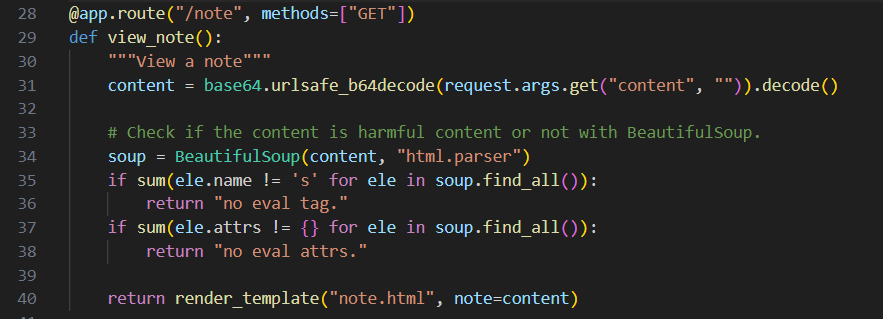 28 @app.route("/note", methods=["GET"])
29 def view_note():
30     """View a note"""
31     content = base64.urlsafe_b64decode(request.args.get("content", "")).decode()
32
33     # Check if the content is harmful content or not with BeautifulSoup.
34     soup = BeautifulSoup(content, "html.parser")
35     if sum(ele.name != 's' for ele in soup.find_all()):
36         return "no eval tag."
37     if sum(ele.attrs != {} for ele in soup.find_all()):
38         return "no eval attrs."
39
40     return render_template("note.html", note=content)